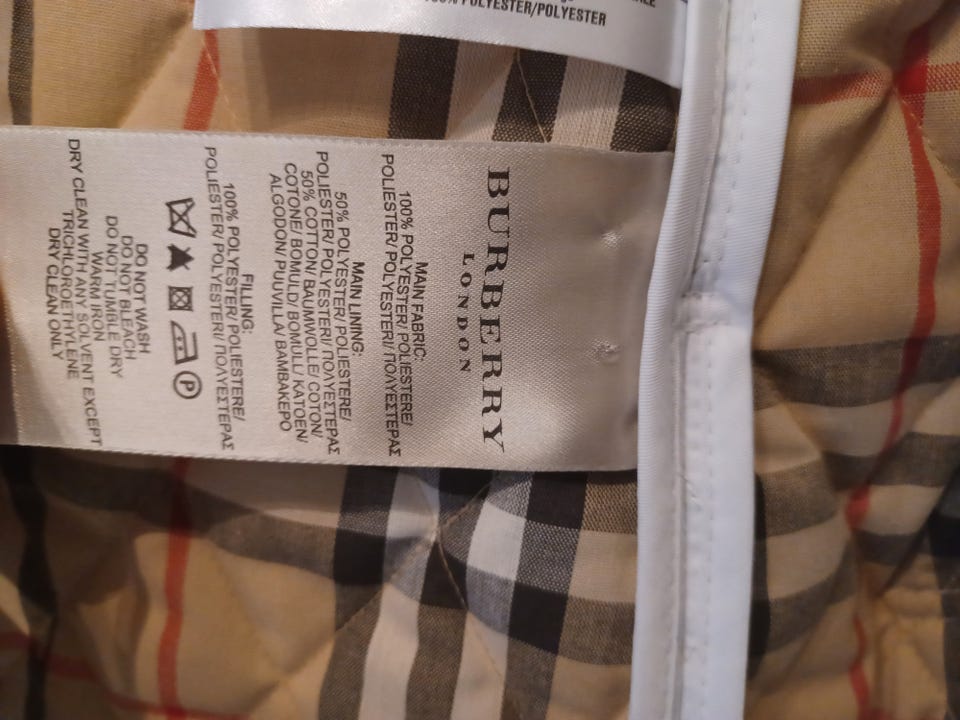 100% POLYESTER/POLYESTER
BURBERRY
LONDON
MAIN FABRIC:
100% POLYESTER/ POLIESTERE/
POLIESTER/ POLYESTER/ ΠΟΛΥΕΣΤΕΡΑΣ
MAIN LINING:
50% POLYESTER/ POLIESTERE/
POLIESTER/ POLYESTERI/ ΠΟΛΥΕΣΤΕΡΑΣ
50% COTTON/ BAUMWOLLE/ COTON/
COTONE/ BOMULD/ BOMULL/ KATOEN/
ALGODON/ PUUVILLA/ BAMBAKEPO
FILLING:
100% POLYESTER/ POLIESTERE/
POLIESTER/ POLYESTER/ ΠΟΛΥΕΣΤΕΡΑΣ
P
DO NOT WASH
DO NOT BLEACH
DO NOT TUMBLE DRY
WARM IRON
DRY CLEAN WITH ANY SOLVENT EXCEPT
TRICHLOROETHYLENE
DRY CLEAN ONLY